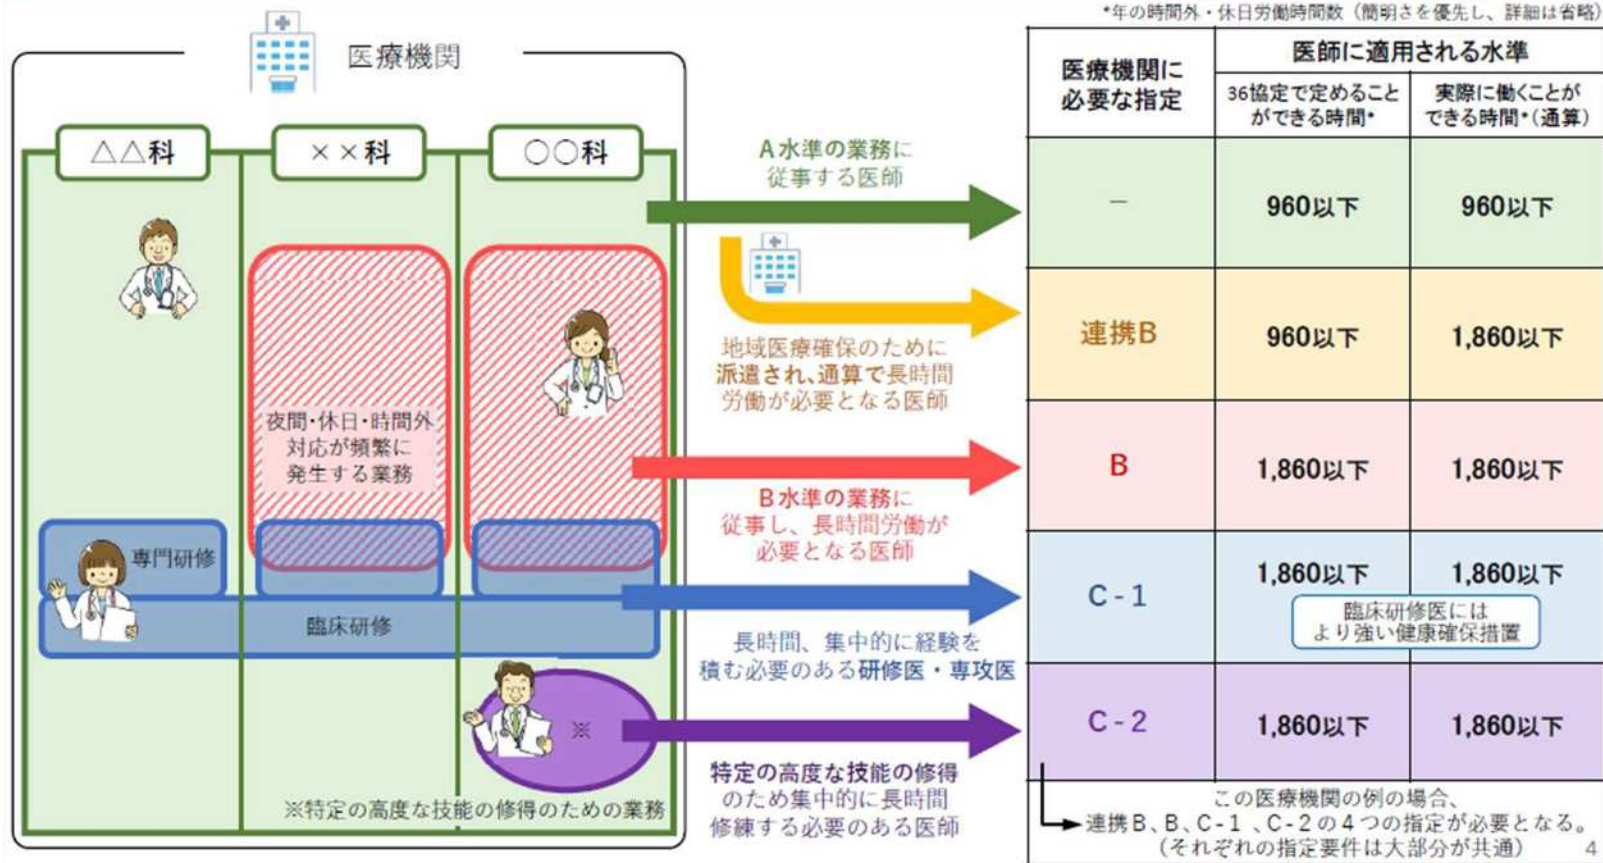 *年の時間外・休日労働時間数（簡明さを優先し、詳細は省略）
医療機関
△△科
××科
○○科
夜間・休日・時間外
対応が頻繁に
発生する業務
専門研修
臨床研修
※
※特定の高度な技能の修得のための業務
A水準の業務に
従事する医師
地域医療確保のために
派遣され、通算で長時間
労働が必要となる医師
B水準の業務に
従事し、長時間労働が
必要となる医師
長時間、集中的に経験を
積む必要のある研修医・専攻医
特定の高度な技能の修得
のため集中的に長時間
修練する必要のある医師
医療機関に
必要な指定
医師に適用される水準
36協定で定めること
ができる時間*
実際に働くことが
できる時間*（通算）
－
960以下
960以下
連携B
960以下
1,860以下
B
1,860以下
1,860以下
C-1
1,860以下
1,860以下
臨床研修医には
より強い健康確保措置
C-2
1,860以下
1,860以下
この医療機関の例の場合、
連携B、B、C-1、C-2の4つの指定が必要となる。
（それぞれの指定要件は大部分が共通）
4